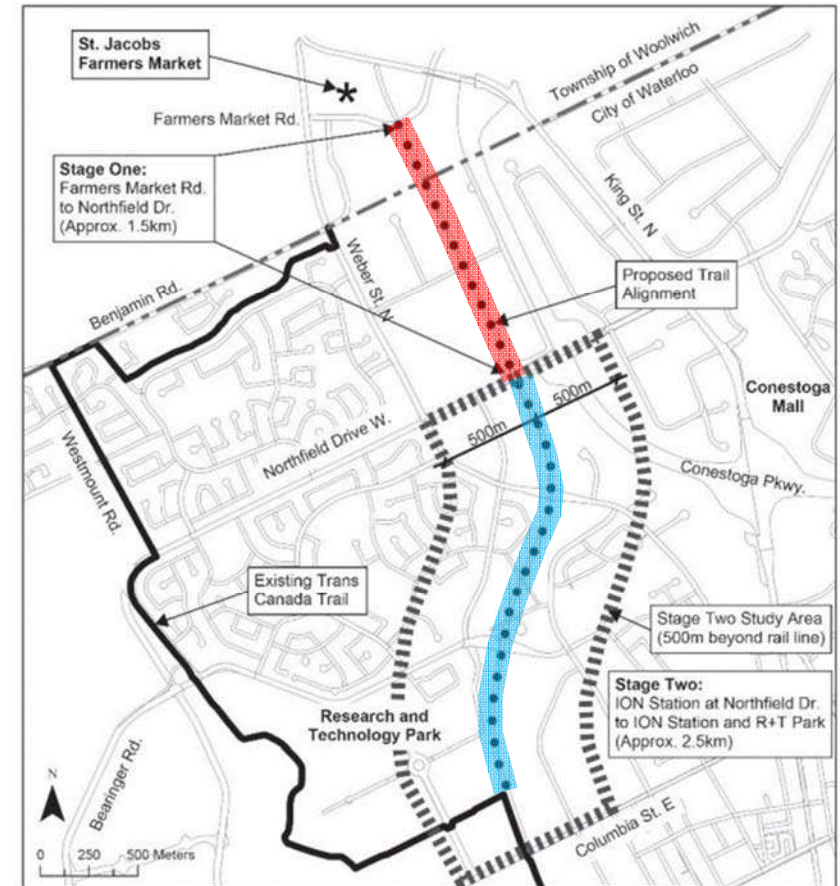 St. Jacobs
Farmers Market
Township of Woolwich
City of Waterloo
Farmers Market Rd.
Stage One:
Farmers Market Rd.
to Northfield Dr.
(Approx. 1.5km)
King St. N
Weber St. N
Proposed Trail
Alignment
Benjamin Rd.
Conestoga
Mall
500m
500m
Northfield Drive W.
Westmount Rd.
Conestoga Pkwy.
Existing Trans
Canada Trail
Stage Two Study Area
(500m beyond rail line)
Stage Two:
ION Station at Northfield Dr.
to ION Station and R+T Park
(Approx. 2.5km)
Research and
Technology Park
Bearinger Rd.
Columbia St. E
N
0 250 500 Meters